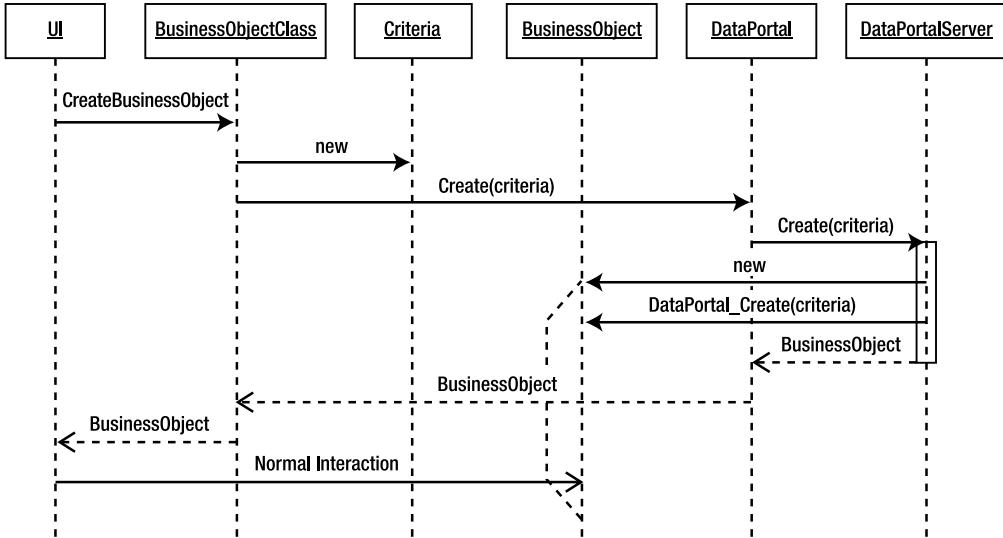 UI
BusinessObjectClass
Criteria
BusinessObject
DataPortal
DataPortalServer
CreateBusinessObject
new
Create(criteria)
Create(criteria)
new
DataPortal_Create(criteria)
BusinessObject
BusinessObject
BusinessObject
Normal Interaction